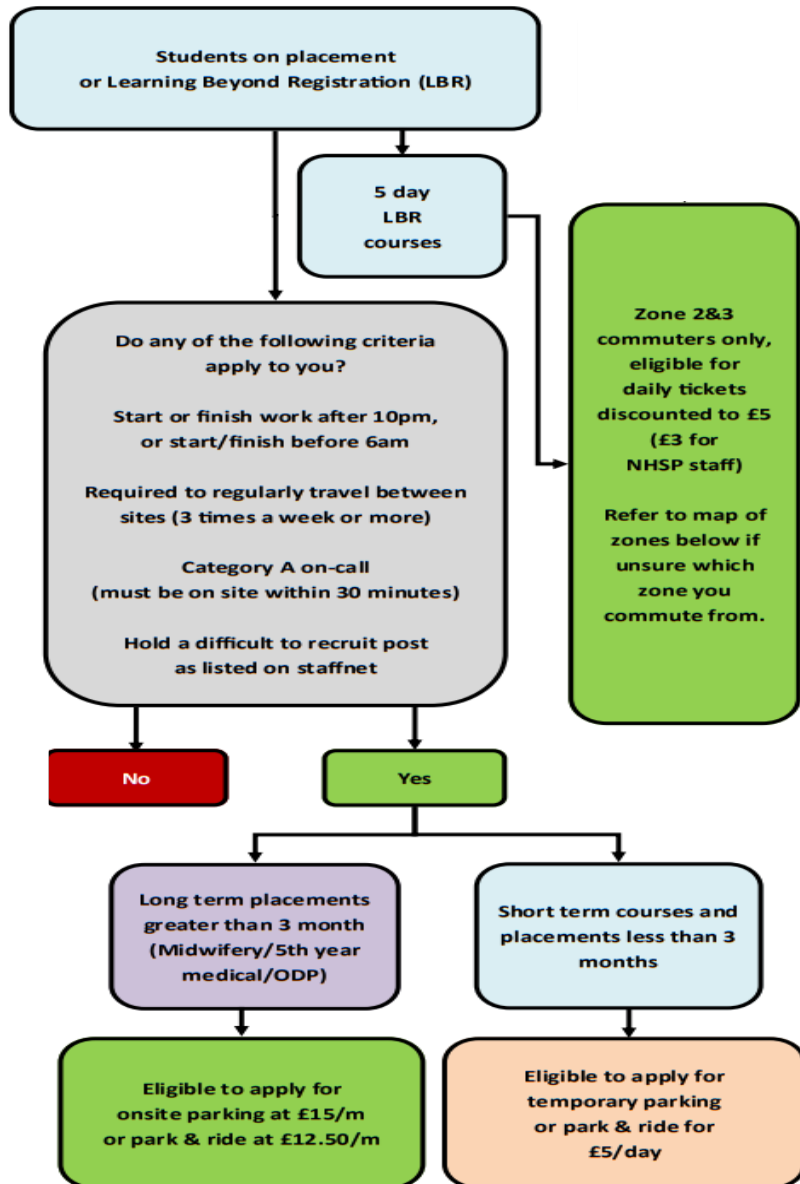 Students on placement
or Learning Beyond Registration (LBR)
5 day
LBR
courses
Zone 2&3
commuters only,
eligible for
daily tickets
discounted to £5
(£3 for
NHSP staff)
Refer to map of
zones below if
unsure which
zone you
commute from.
Do any of the following criteria
apply to you?
Start or finish work after 10pm,
or start/finish before 6am
Required to regularly travel between
sites (3 times a week or more)
Category A on-call
(must be on site within 30 minutes)
Hold a difficult to recruit post
as listed on staffnet
No
Yes
Long term placements
greater than 3 month
(Midwifery/5th year
medical/ODP)
Short term courses and
placements less than 3
months
Eligible to apply for
onsite parking at £15/m
or park & ride at £12.50/m
Eligible to apply for
temporary parking
or park & ride for
£5/day